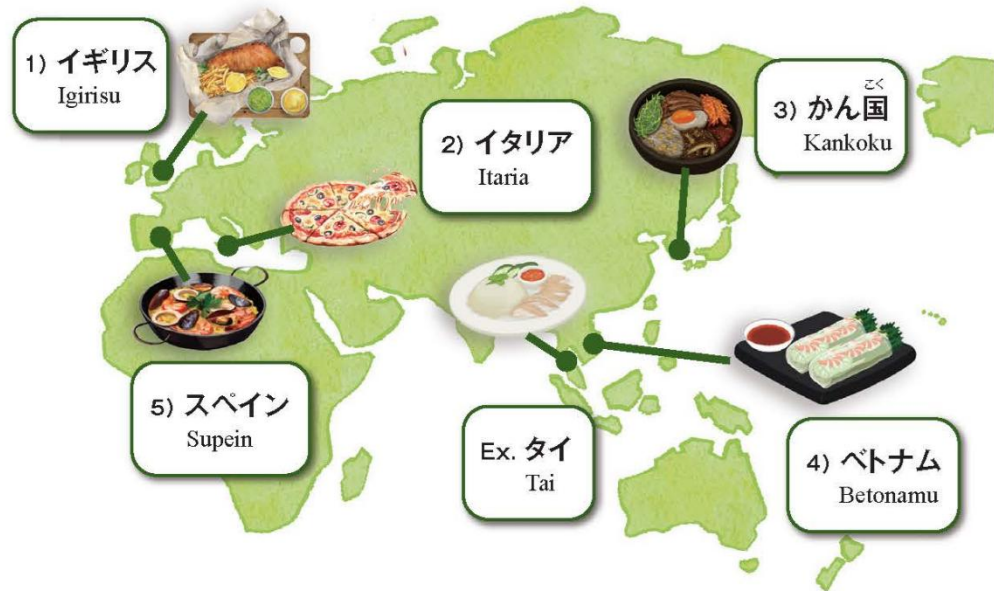 1) イギリス
Igirisu
2) イタリア
Itaria
3) かん国
こく
Kankoku
Ex. タイ
Tai
4) ベトナム
Betonamu
5) スペイン
Supein